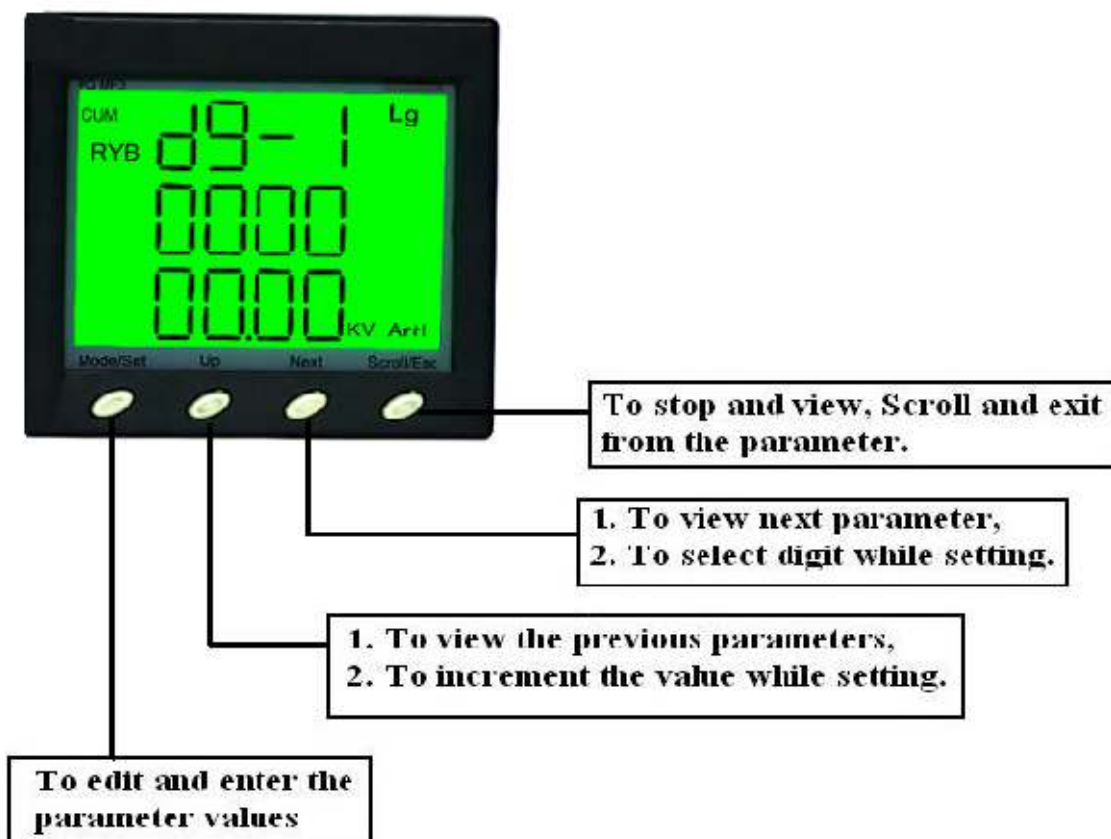 CUM
Lg
RYB
d9-1
0000
00.00
KV
Mode/Set Up Next Scroll/Esc
To stop and view, Scroll and exit
from the parameter.
1. To view next parameter,
2. To select digit while setting.
1. To view the previous parameters,
2. To increment the value while setting.
To edit and enter the
parameter values